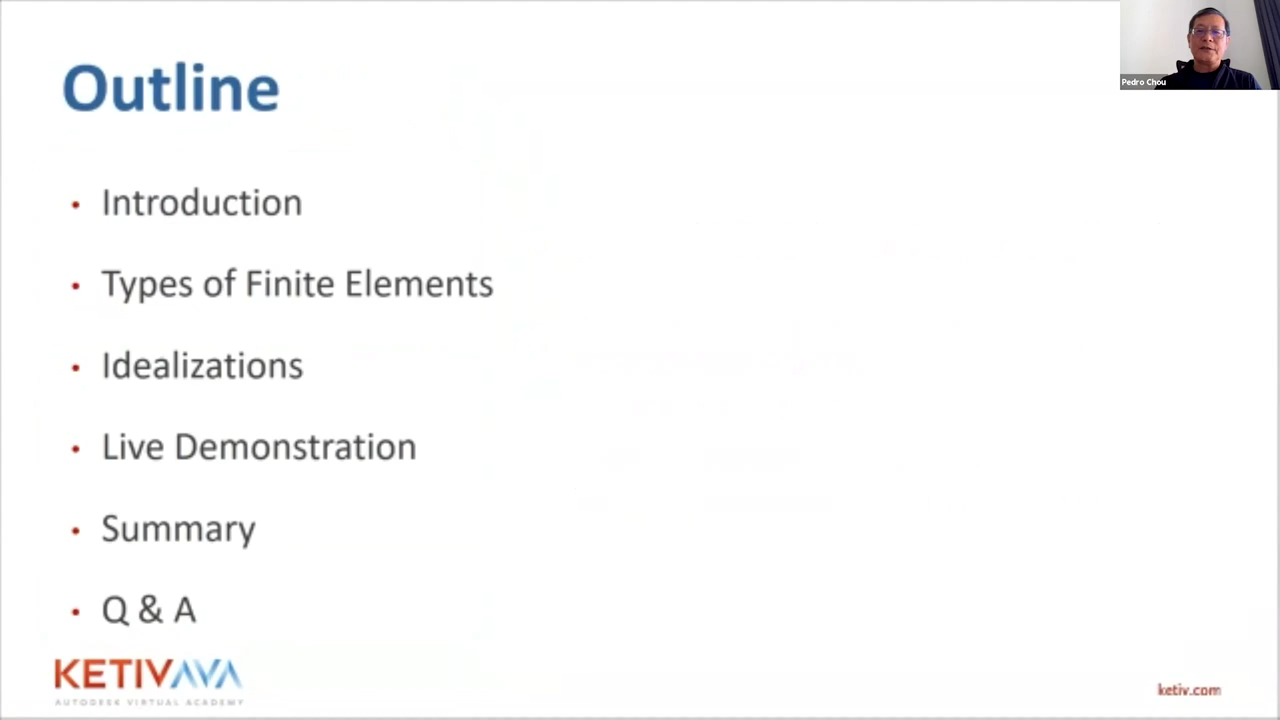 Outline
Pedro Chou
• Introduction
• Types of Finite Elements
• Idealizations
• Live Demonstration
• Summary
• Q & A
KETIVAVA
AUTODESK VIRTUAL ACADEMY
ketiv.com